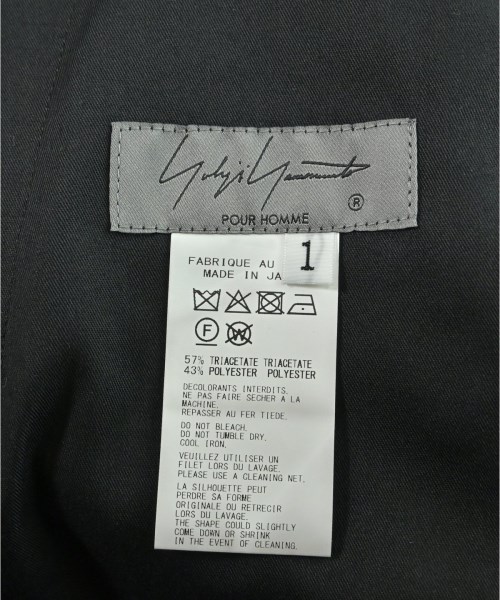 Yohji Yamamoto
®
POUR HOMME
1
FABRIQUE AU
MADE IN JA
F
W
57% TRIACETATE TRIACETATE
43% POLYESTER POLYESTER
DECOLORANTS INTERDITS.
NE PAS FAIRE SECHER A LA
MACHINE.
REPASSER AU FER TIEDE.
DO NOT BLEACH.
DO NOT TUMBLE DRY.
COOL IRON.
VEUILLEZ UTILISER UN
FILET LORS DU LAVAGE.
PLEASE USE A CLEANING NET.
LA SILHOUETTE PEUT
PERDRE SA FORME
ORIGINALE OU RETRECIR
LORS DU LAVAGE.
THE SHAPE COULD SLIGHTLY
COME DOWN OR SHRINK
IN THE EVENT OF CLEANING.